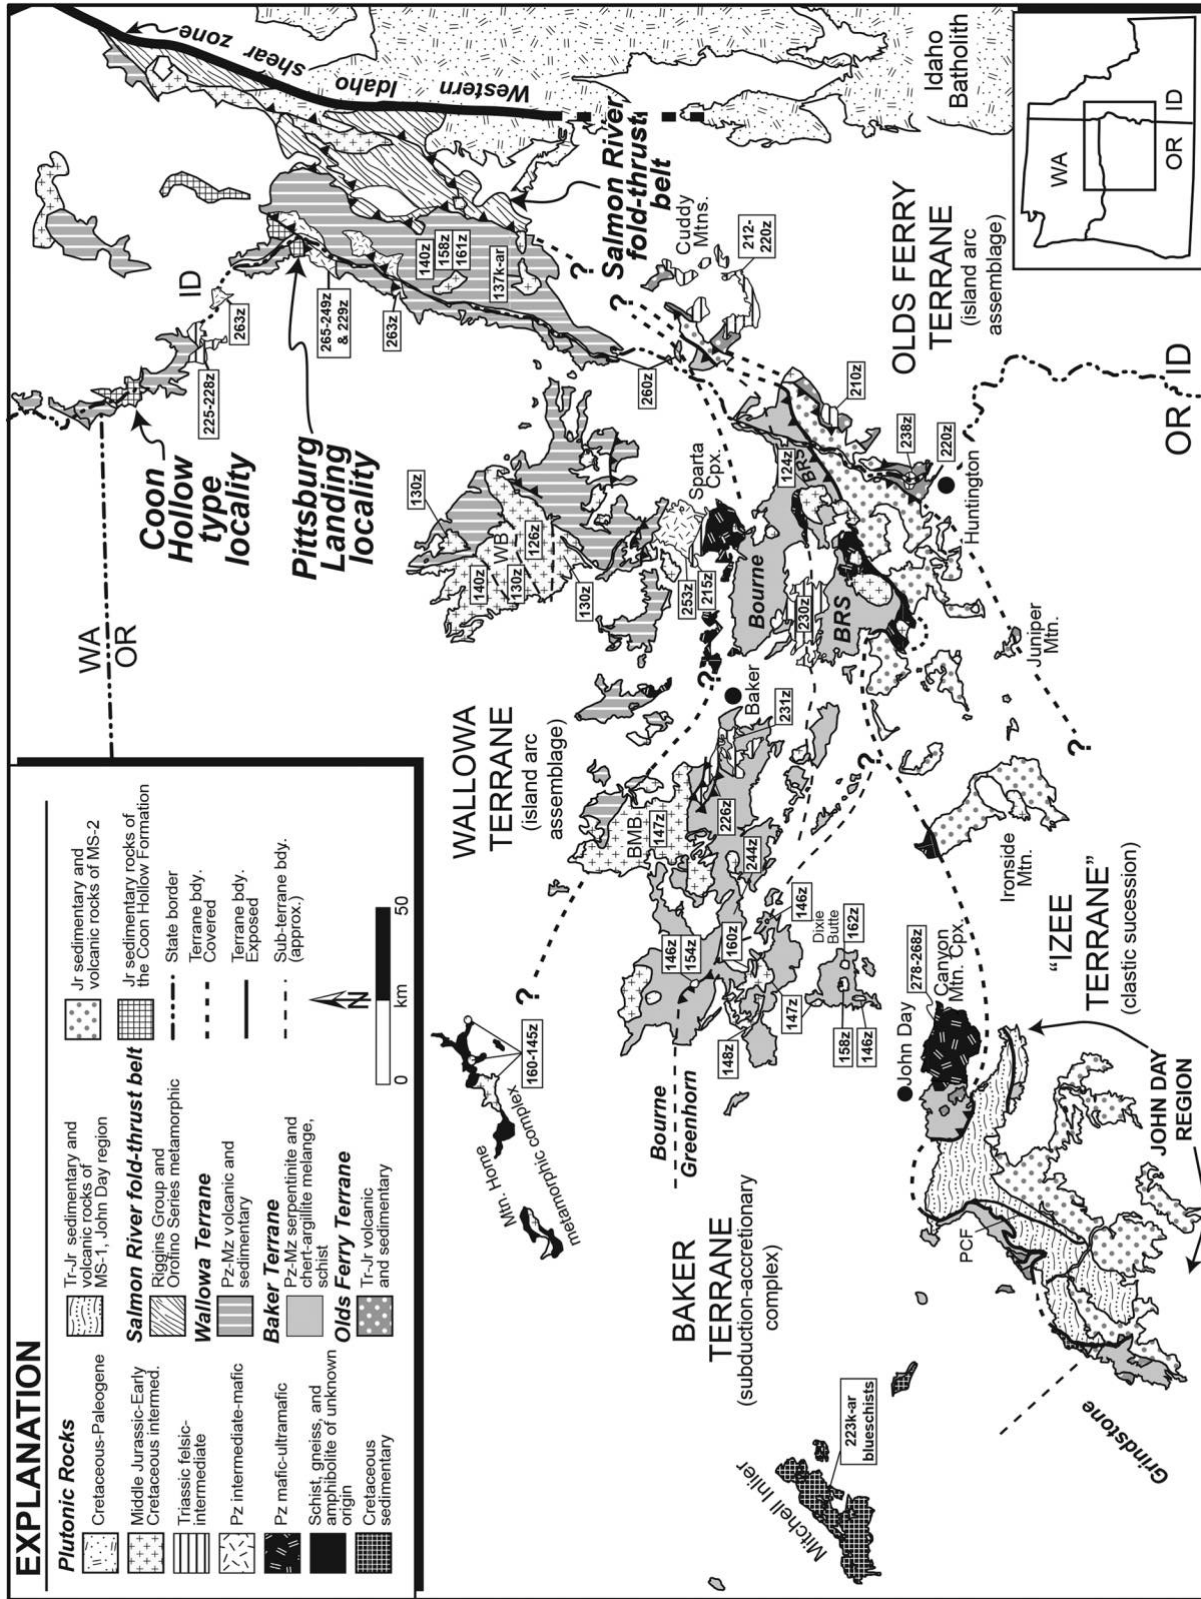 EXPLANATION
Plutonic Rocks
Cretaceous-Paleogene
Middle Jurassic-Early
Cretaceous intermed.
Triassic felsic-
intermediate
Pz intermediate-mafic
Pz mafic-ultramafic
Schist, gneiss, and
amphibolite of unknown
origin
Cretaceous
sedimentary
Tr-Jr sedimentary and
volcanic rocks of
MS-1, John Day region
Salmon River fold-thrust belt
Riggins Group and
Orofino Series metamorphic
Wallowa Terrane
Pz-Mz volcanic and
sedimentary
Baker Terrane
Pz-Mz serpentinite and
chert-argillite melange,
schist
Olds Ferry Terrane
Tr-Jr volcanic
and sedimentary
Jr sedimentary and
volcanic rocks of MS-2
Jr sedimentary rocks of
the Coon Hollow Formation
State border
Terrane bdy.
Covered
Terrane bdy.
Exposed
Sub-terrane bdy.
(approx.)
N
0
km
50
WA
OR
ID
Coon
Hollow
type
locality
Pittsburg
Landing
locality
225-228z
263z
265-249z
& 229z
263z
260z
140z
158z
161z
137k-ar
Western Idaho shear zone
Salmon River
fold-thrust
belt
Idaho
Batholith
WA
OR
ID
Cuddy
Mtns.
212-
220z
?
?
OLDS FERRY
TERRANE
(island arc
assemblage)
OR
ID
130z
140z
WB
130z
126z
130z
Sparta
Cpx.
253z
215z
124z
BRS
Bourne
230z
BRS
210z
238z
220z
Huntington
Juniper
Mtn.
?
WALLOWA
TERRANE
(island arc
assemblage)
?
Baker
231z
BMB
147z
226z
244z
146z
154z
160z
146z
Dixie
Butte
162z
147z
148z
158z
146z
?
?
Mtn. Home
metamorphic complex
160-145z
Bourne
Greenhorn
BAKER
TERRANE
(subduction-accretionary
complex)
John Day
278-268z
Canyon
Mtn. Cpx.
Ironside
Mtn.
"IZEE
TERRANE"
(clastic sucession)
JOHN DAY
REGION
PCF
Grindstone
Mitchell Inlier
223k-ar
blueschists